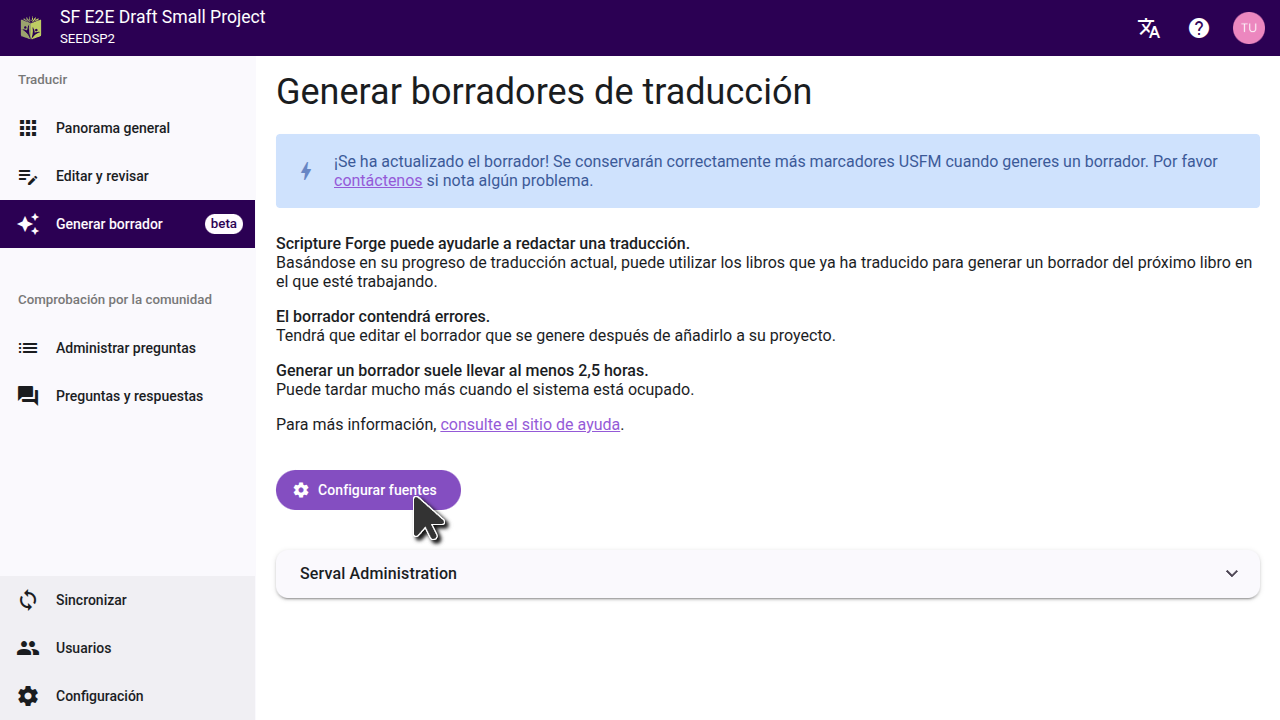 SF E2E Draft Small Project
SEEDSP2
TU
Traducir
Panorama general
Editar y revisar
Generar borrador beta
Comprobación por la comunidad
Administrar preguntas
Preguntas y respuestas
Sincronizar
Usuarios
Configuración
Generar borradores de traducción
¡Se ha actualizado el borrador! Se conservarán correctamente más marcadores USFM cuando generes un borrador. Por favor
contáctenos si nota algún problema.
Scripture Forge puede ayudarle a redactar una traducción.
Basándose en su progreso de traducción actual, puede utilizar los libros que ya ha traducido para generar un borrador del próximo libro en
el que esté trabajando.
El borrador contendrá errores.
Tendrá que editar el borrador que se genere después de añadirlo a su proyecto.
Generar un borrador suele llevar al menos 2,5 horas.
Puede tardar mucho más cuando el sistema está ocupado.
Para más información, consulte el sitio de ayuda.
Configurar fuentes
Serval Administration